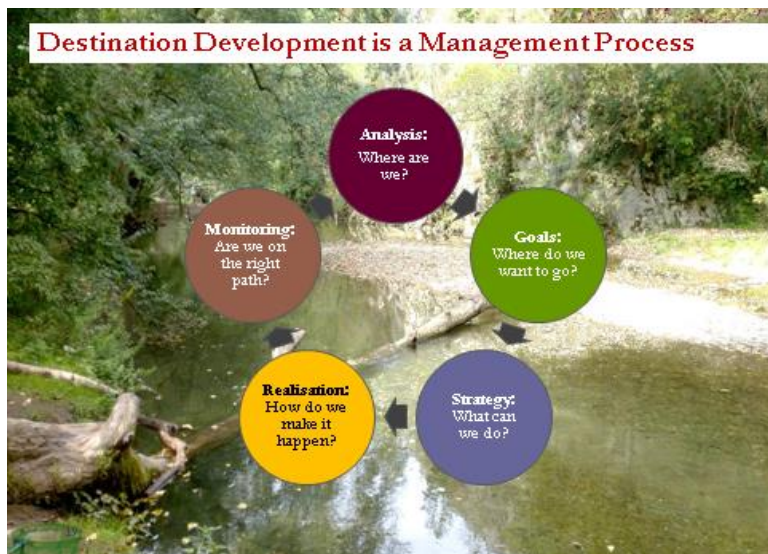 Destination Development is a Management Process
Analysis:
Where are
we?
Goals:
Where do we
want to go?
Strategy:
What can
we do?
Realisation:
How do we
make it
happen?
Monitoring:
Are we on
the right
path?